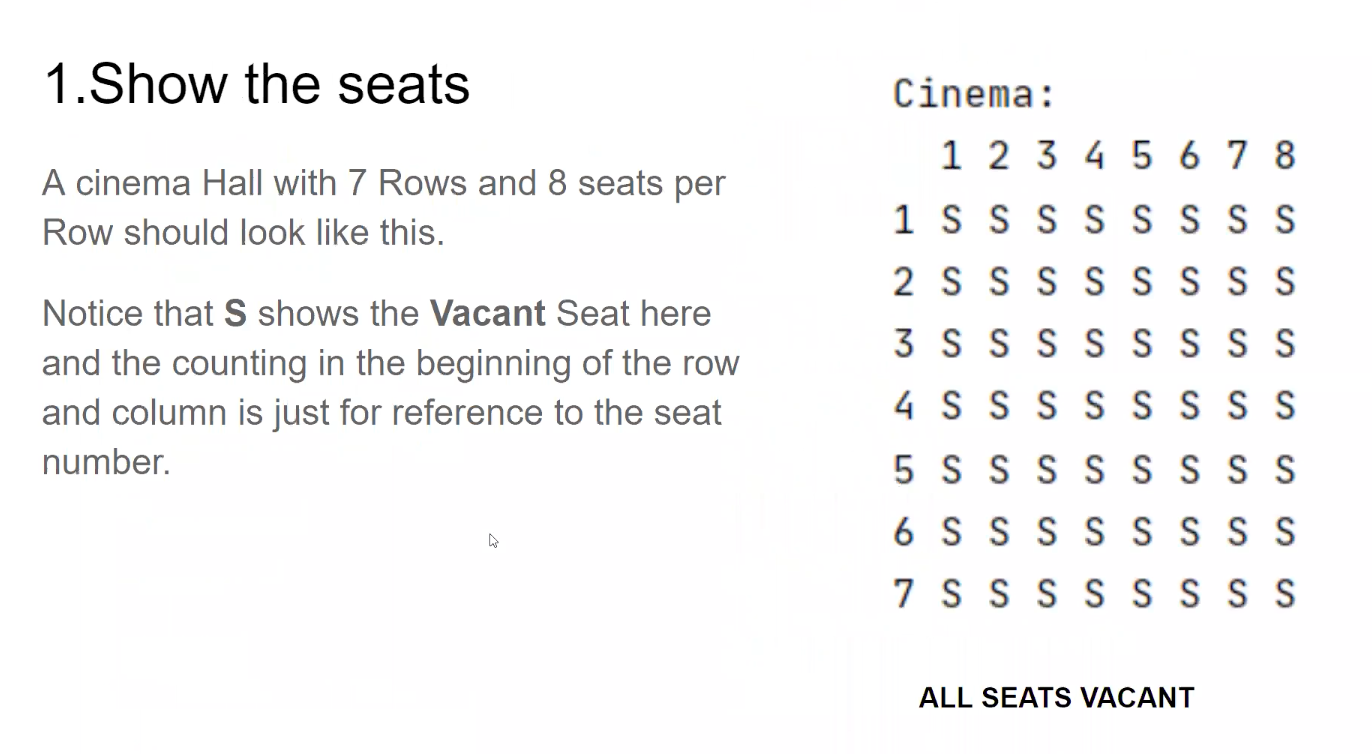 1.Show the seats
A cinema Hall with 7 Rows and 8 seats per
Row should look like this.
Notice that S shows the Vacant Seat here
and the counting in the beginning of the row
and column is just for reference to the seat
number.
Cinema:
1 2 3 4 5 6 7 8
1 S S S S S S S S
2 S S S S S S S S
3 S S S S S S S S
4 S S S S S S S S
5 S S S S S S S S
6 S S S S S S S S
7 S S S S S S S S
ALL SEATS VACANT